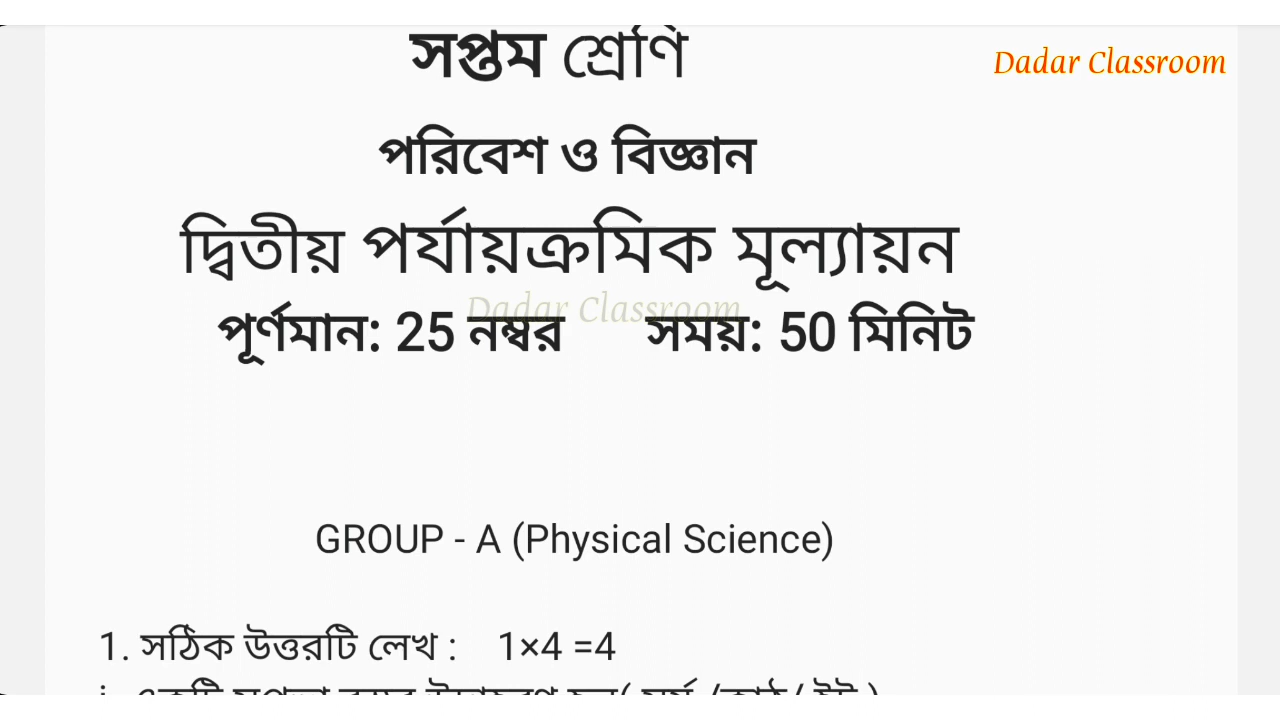 সপ্তম শ্রেণি
Dadar Classroom
পরিবেশ ও বিজ্ঞান
দ্বিতীয় পর্যায়ক্রমিক মূল্যায়ন
Dadar Classroom
পূর্ণমান: 25 নম্বর সময়: 50 মিনিট
GROUP - A (Physical Science)
1. সঠিক উত্তরটি লেখ : 1×4 =4